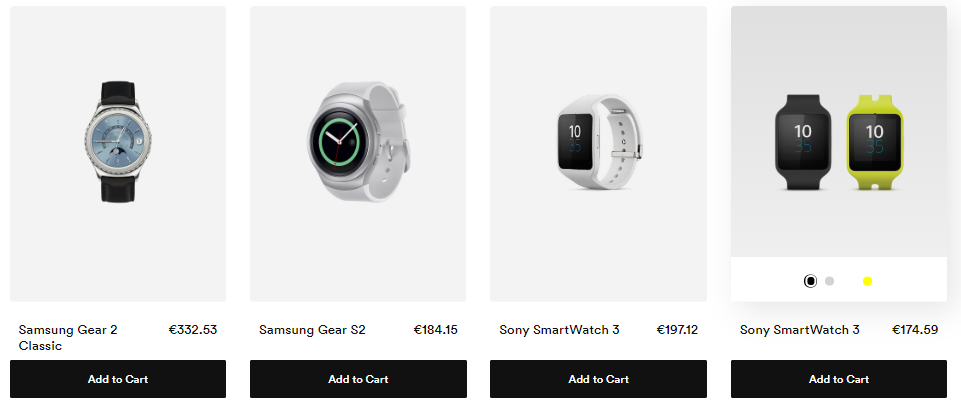 10
35
10
35
10
35
Samsung Gear 2
Classic
€332.53
Samsung Gear S2
€184.15
Sony SmartWatch 3
€197.12
Sony SmartWatch 3
€174.59
Add to Cart
Add to Cart
Add to Cart
Add to Cart